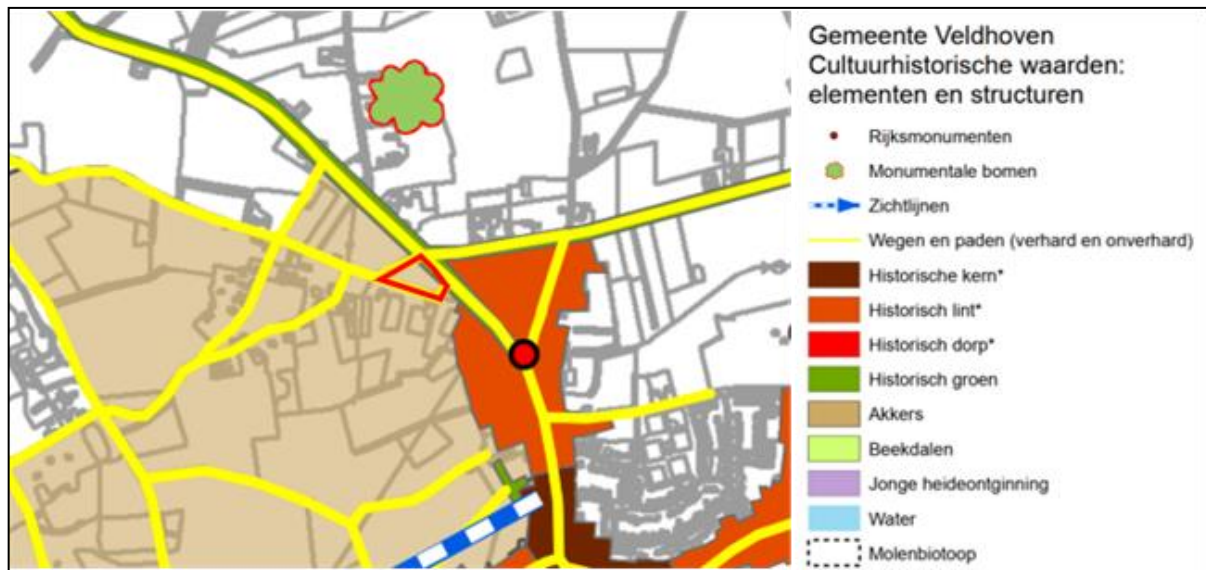 Gemeente Veldhoven
Cultuurhistorische waarden:
elementen en structuren
Rijksmonumenten
Monumentale bomen
Zichtlijnen
Wegen en paden (verhard en onverhard)
Historische kern*
Historisch lint*
Historisch dorp*
Historisch groen
Akkers
Beekdalen
Jonge heideontginning
Water
Molenbiotoop